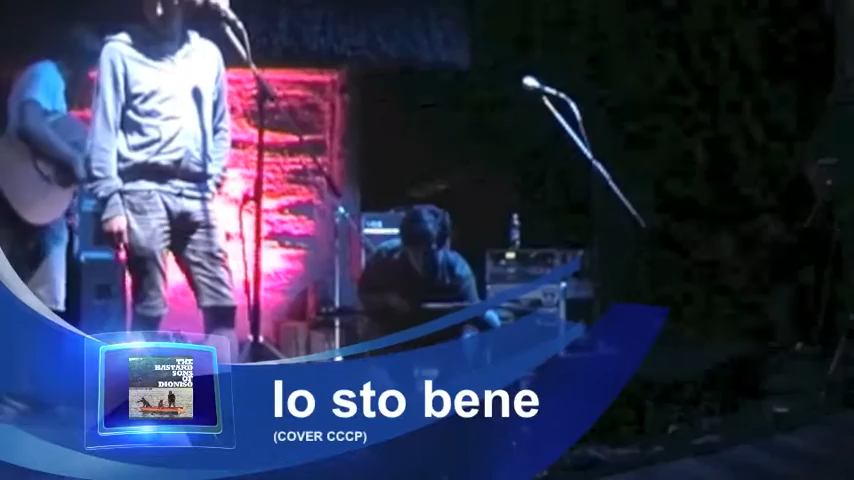 THE
BASTARD
SONS
OF
DIONISO
Io sto bene
(COVER CCCP)